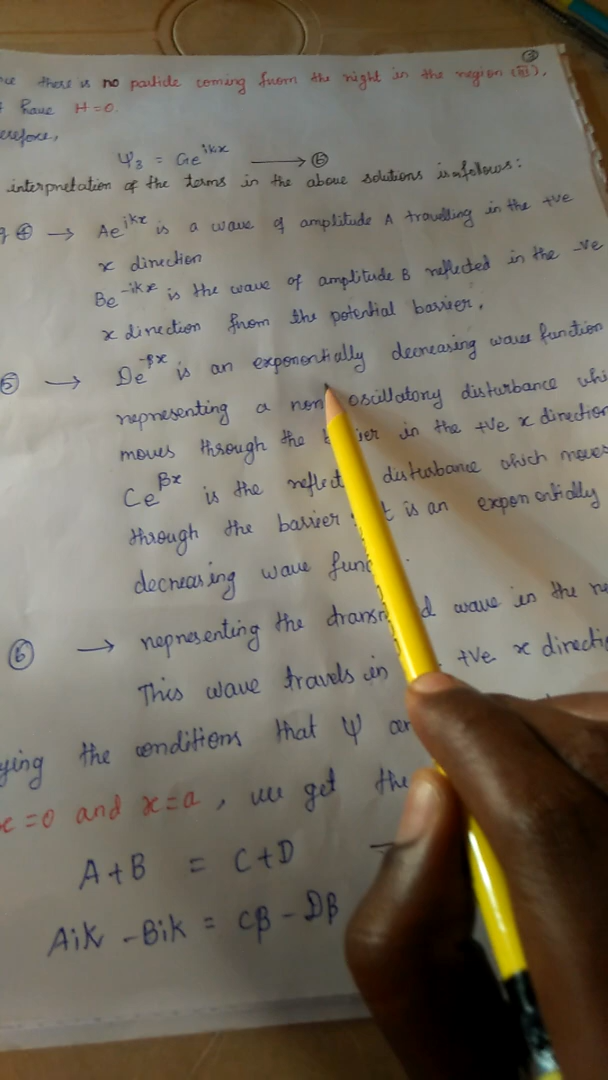 ③
there is no particle coming from the right in the region (III),
have H=0.
ψ₃ = Ge^ikx ⟶ ⑥
interpretation of the terms in the above solutions is as follows:
④ → Ae^ikx is a wave of amplitude A travelling in the +ve
x direction
Be^-ikx is the wave of amplitude B reflected in the -ve
x direction from the potential barrier.
⑤ → De^-βx is an exponentially decreasing wave function
representing a non oscillatory disturbance
moves through the in the +ve x direction
Ce^βx is the disturbance which moves
through the barrier is an exponentially
decreasing wave
⑥ → representing the wave in the
This wave travels in +ve x
the conditions that ψ
x=0 and x=a, we get the
A+B = C+D
Aik - Bik = Cβ - Dβ